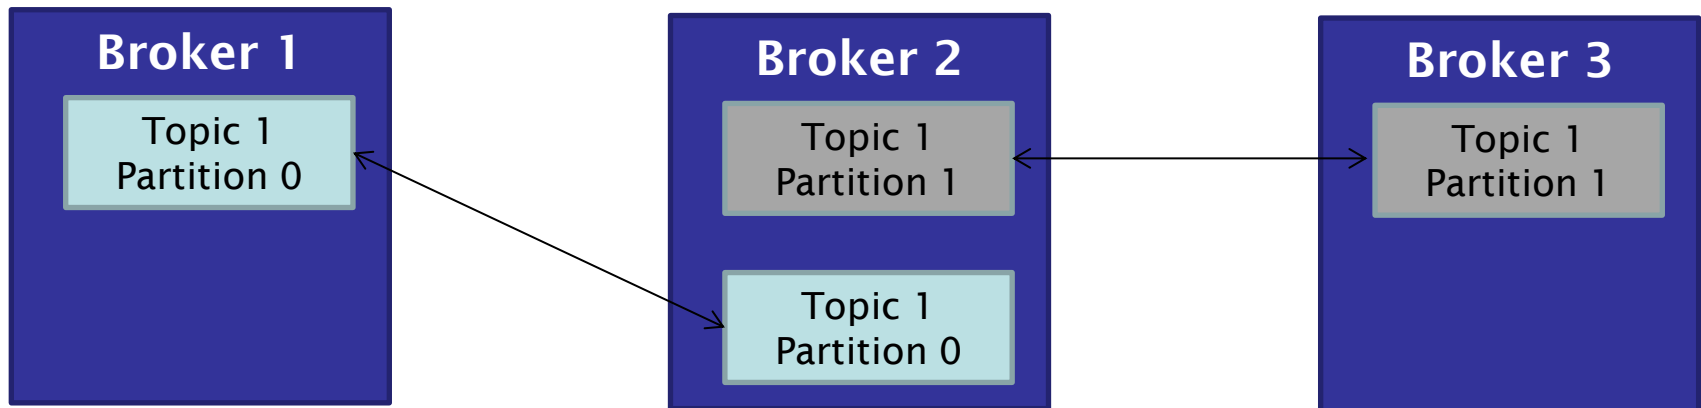 Broker 1
Topic 1
Partition 0
Broker 2
Topic 1
Partition 1
Topic 1
Partition 0
Broker 3
Topic 1
Partition 1